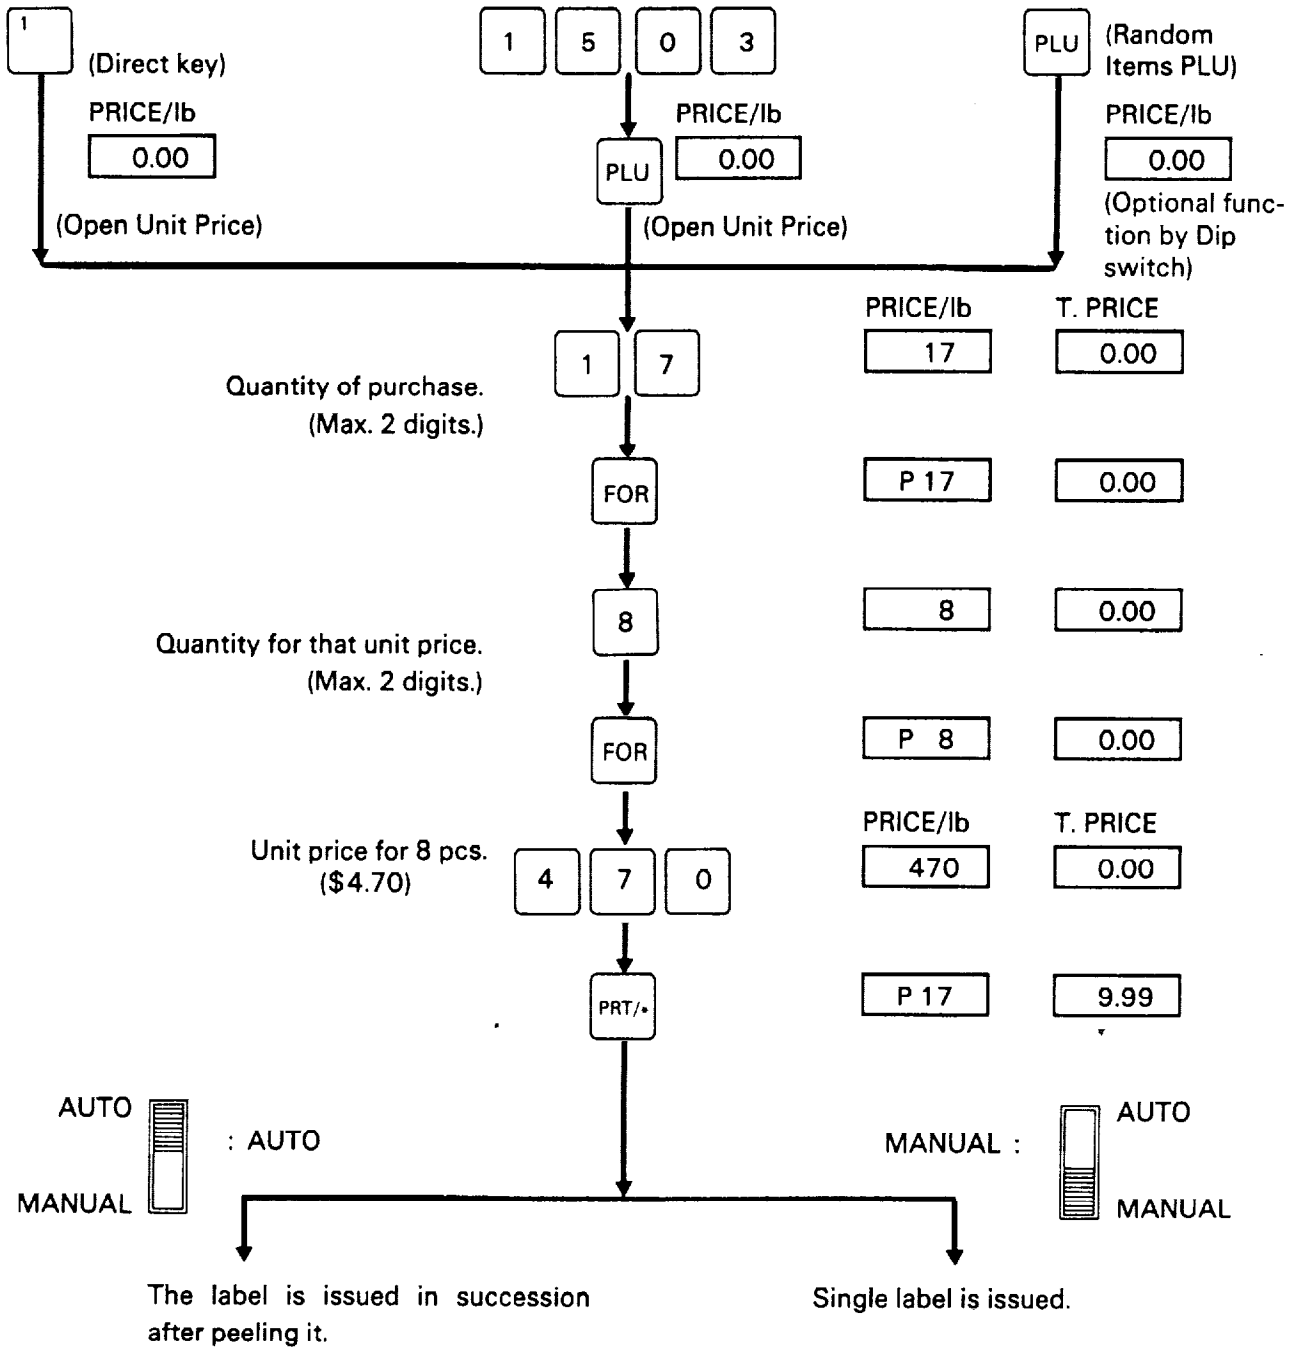 1
(Direct key)
PRICE/lb
0.00
(Open Unit Price)
1 5 0 3
PLU
PRICE/lb
0.00
(Open Unit Price)
PLU
(Random
Items PLU)
PRICE/lb
0.00
(Optional func-
tion by Dip
switch)
PRICE/lb T. PRICE
Quantity of purchase.
(Max. 2 digits.)
1 7
17 0.00
FOR
P 17 0.00
Quantity for that unit price.
(Max. 2 digits.)
8
8 0.00
FOR
P 8 0.00
PRICE/lb T. PRICE
Unit price for 8 pcs.
($4.70)
4 7 0
470 0.00
PRT/•
P 17 9.99
AUTO
: AUTO
MANUAL
MANUAL :
AUTO
MANUAL
The label is issued in succession
after peeling it.
Single label is issued.